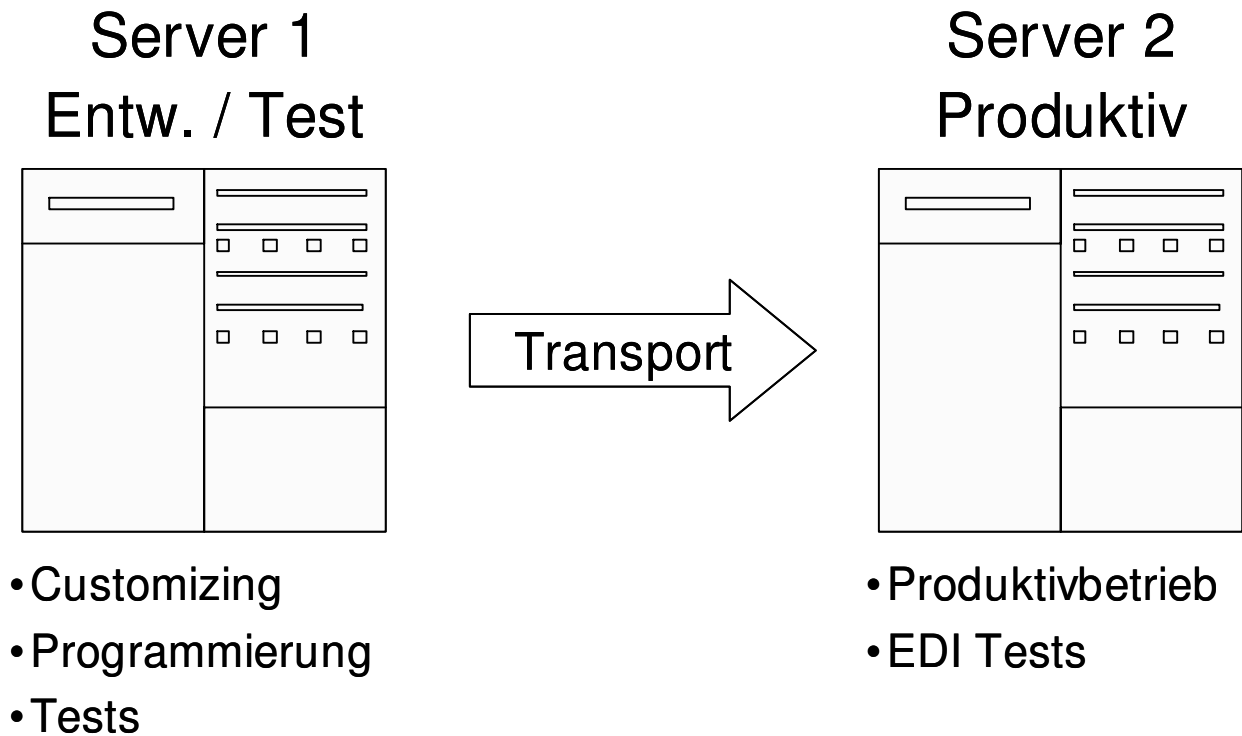 Server 1
Entw. / Test
Server 2
Produktiv
Transport
•Customizing
•Programmierung
•Tests
•Produktivbetrieb
•EDI Tests